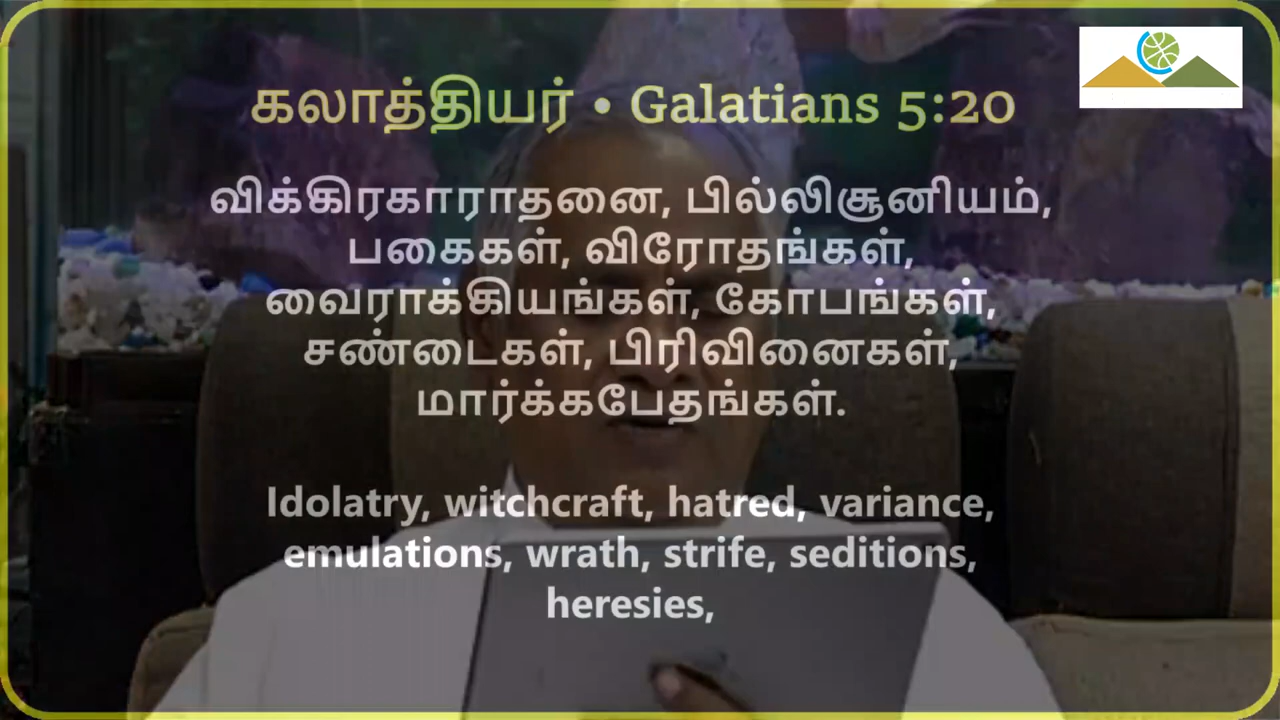 கலாத்தியர் • Galatians 5:20
விக்கிரகாராதனை, பில்லிசூனியம்,
பகைகள், விரோதங்கள்,
வைராக்கியங்கள், கோபங்கள்,
சண்டைகள், பிரிவினைகள்,
மார்க்கபேதங்கள்.
Idolatry, witchcraft, hatred, variance,
emulations, wrath, strife, seditions,
heresies,